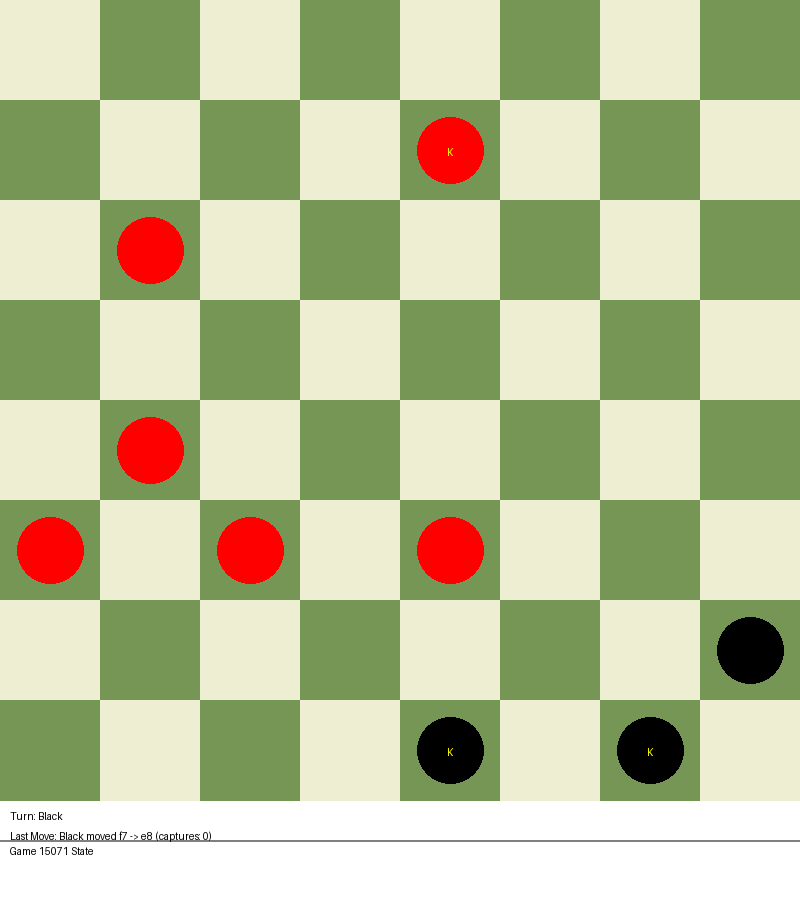 K
K
K
Turn: Black
Last Move: Black moved f7 -> e8 (captures: 0)
Game 15071 State